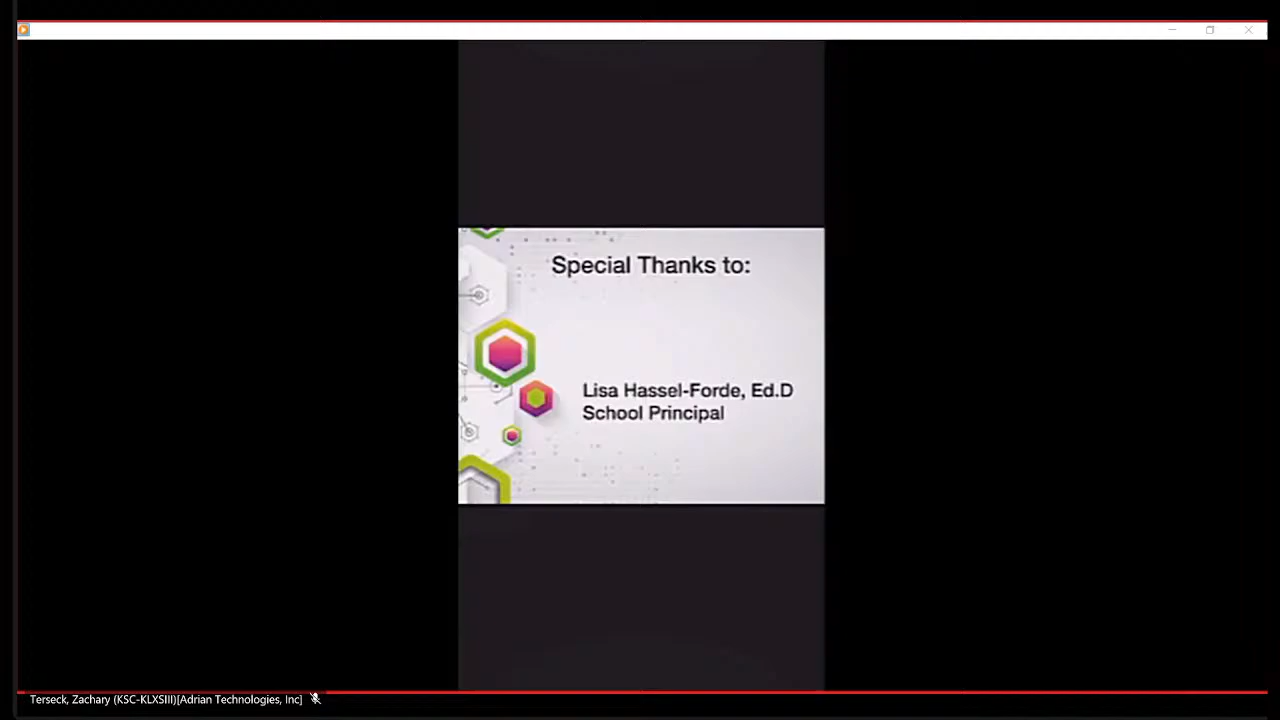 Special Thanks to:
Lisa Hassel-Forde, Ed.D
School Principal
Terseck, Zachary (KSC-KLXSIII)[Adrian Technologies, Inc]